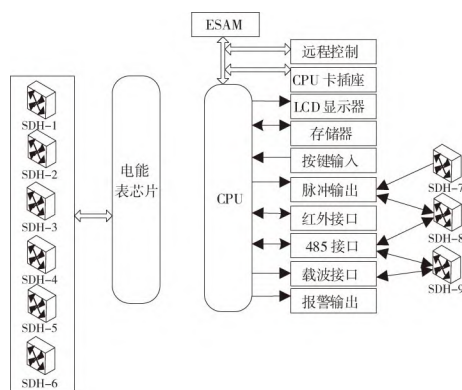 ESAM
远程控制
CPU 卡插座
LCD 显示器
存储器
按键输入
脉冲输出
红外接口
485 接口
载波接口
报警输出
CPU
电能
表芯片
SDH-1
SDH-2
SDH-3
SDH-4
SDH-5
SDH-6
SDH-7
SDH-8
SDH-9